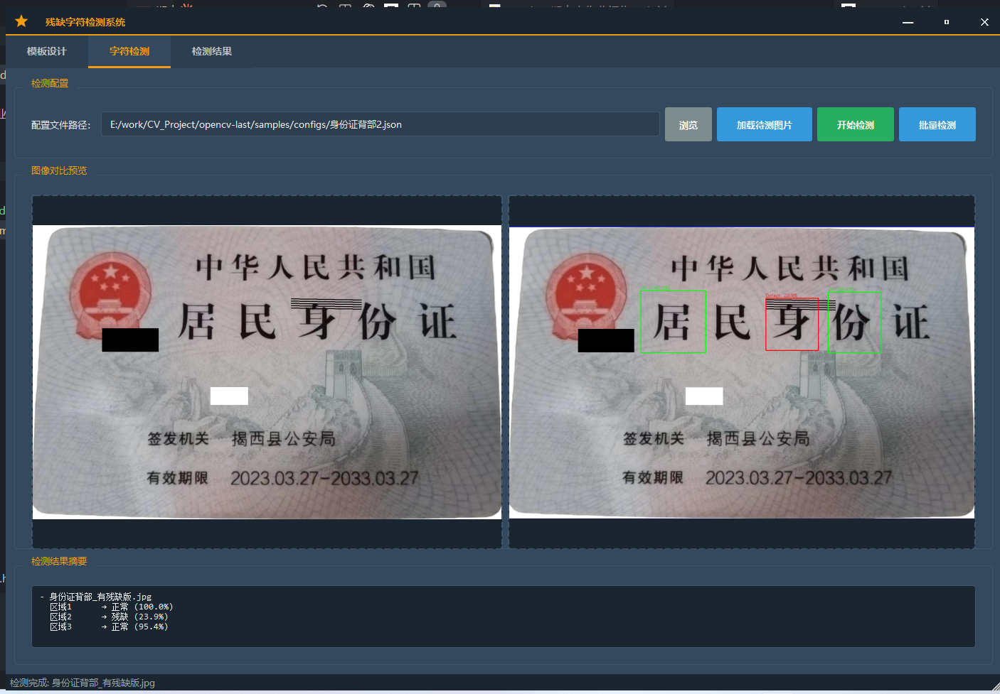 残缺字符检测系统
模板设计
字符检测
检测结果
检测配置
配置文件路径:
E:/work/CV_Project/opencv-last/samples/configs/身份证背部2.json
浏览
加载待测图片
开始检测
批量检测
图像对比预览
中华人民共和国
居民身份证
签发机关 揭西县公安局
有效期限 2023.03.27-2033.03.27
中华人民共和国
Defect: 23.9%
居民身份证
签发机关 揭西县公安局
有效期限 2023.03.27-2033.03.27
检测结果摘要
- 身份证背部_有残缺版.jpg
区域1 → 正常 (100.0%)
区域2 → 残缺 (23.9%)
区域3 → 正常 (95.4%)
检测完成: 身份证背部_有残缺版.jpg